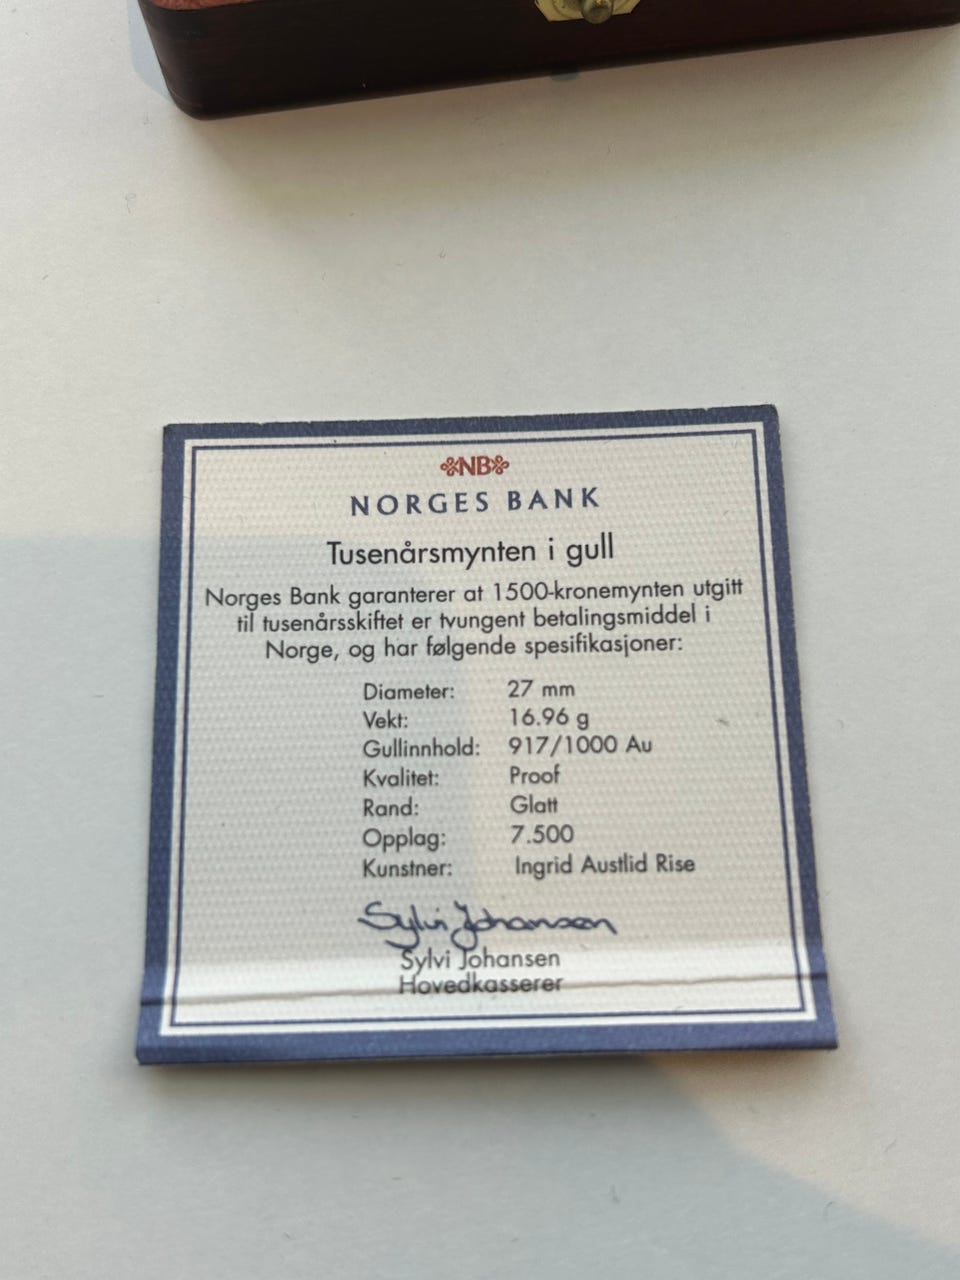 NB
NORGES BANK
Tusenårsmynten i gull
Norges Bank garanterer at 1500-kronemynten utgitt
til tusenårsskiftet er tvungent betalingsmiddel i
Norge, og har følgende spesifikasjoner:
Diameter: 27 mm
Vekt: 16.96 g
Gullinnhold: 917/1000 Au
Kvalitet: Proof
Rand: Glatt
Opplag: 7.500
Kunstner: Ingrid Austlid Rise
Sylvi Johansen
Sylvi Johansen
Hovedkasserer